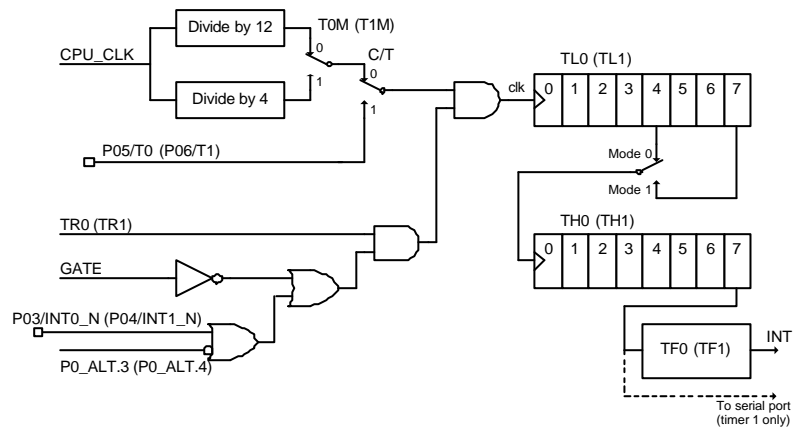 Divide by 12
T0M (T1M)
CPU_CLK
0
C/T
1
0
Divide by 4
1
P05/T0 (P06/T1)
TL0 (TL1)
clk
0 1 2 3 4 5 6 7
Mode 0
Mode 1
TR0 (TR1)
TH0 (TH1)
0 1 2 3 4 5 6 7
GATE
P03/INT0_N (P04/INT1_N)
P0_ALT.3 (P0_ALT.4)
TF0 (TF1)
INT
To serial port
(timer 1 only)